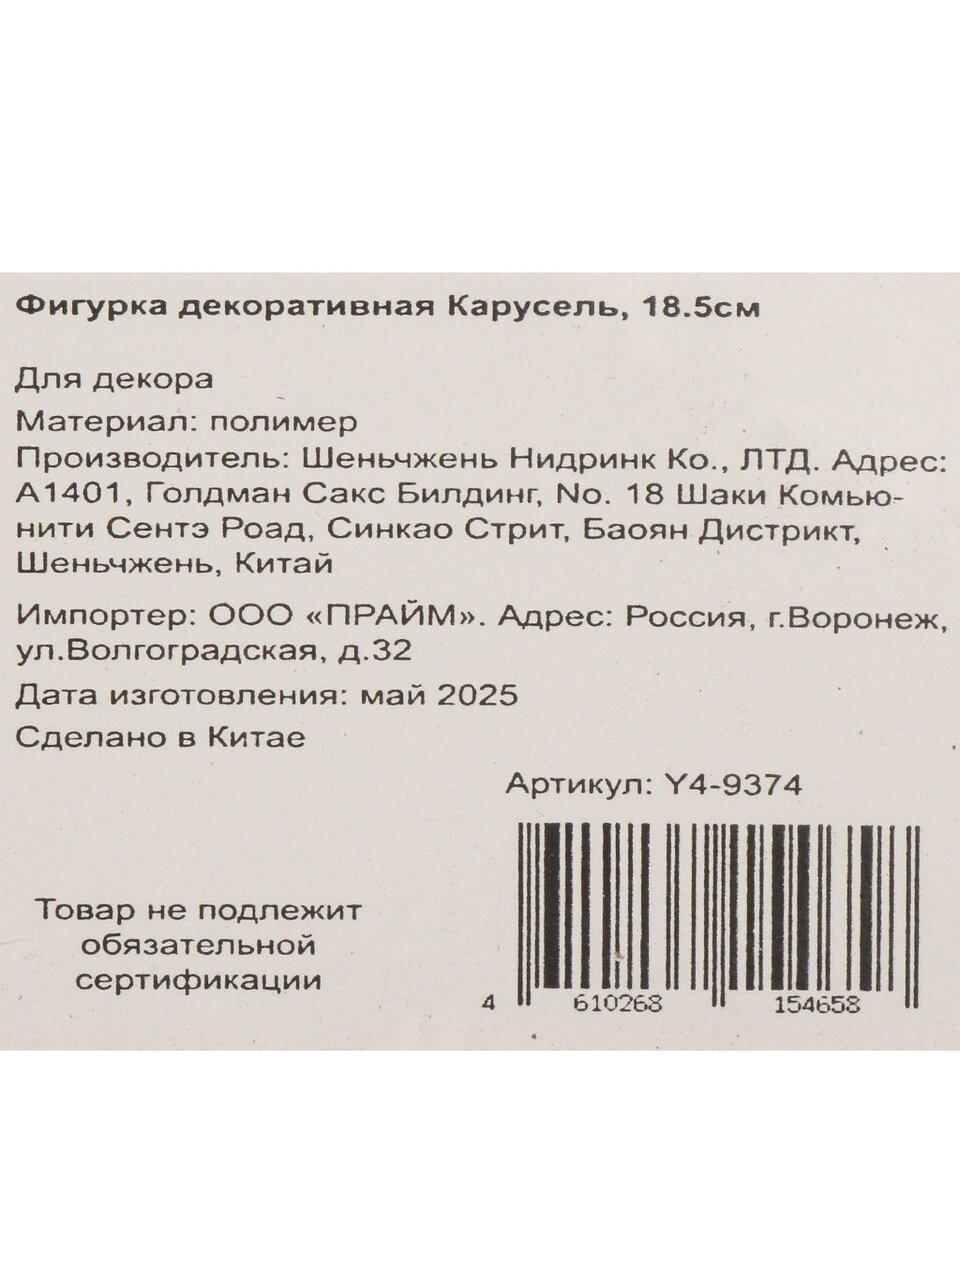 Фигурка декоративная Карусель, 18.5см
Для декора
Материал: полимер
Производитель: Шеньчжень Нидринк Ко., ЛТД. Адрес:
А1401, Голдман Сакс Билдинг, No. 18 Шаки Комью-
нити Сентэ Роад, Синкао Стрит, Баоян Дистрикт,
Шеньчжень, Китай
Импортер: ООО «ПРАЙМ». Адрес: Россия, г.Воронеж,
ул.Волгоградская, д.32
Дата изготовления: май 2025
Сделано в Китае
Артикул: Y4-9374
Товар не подлежит
обязательной
сертификации
4 610268 154658